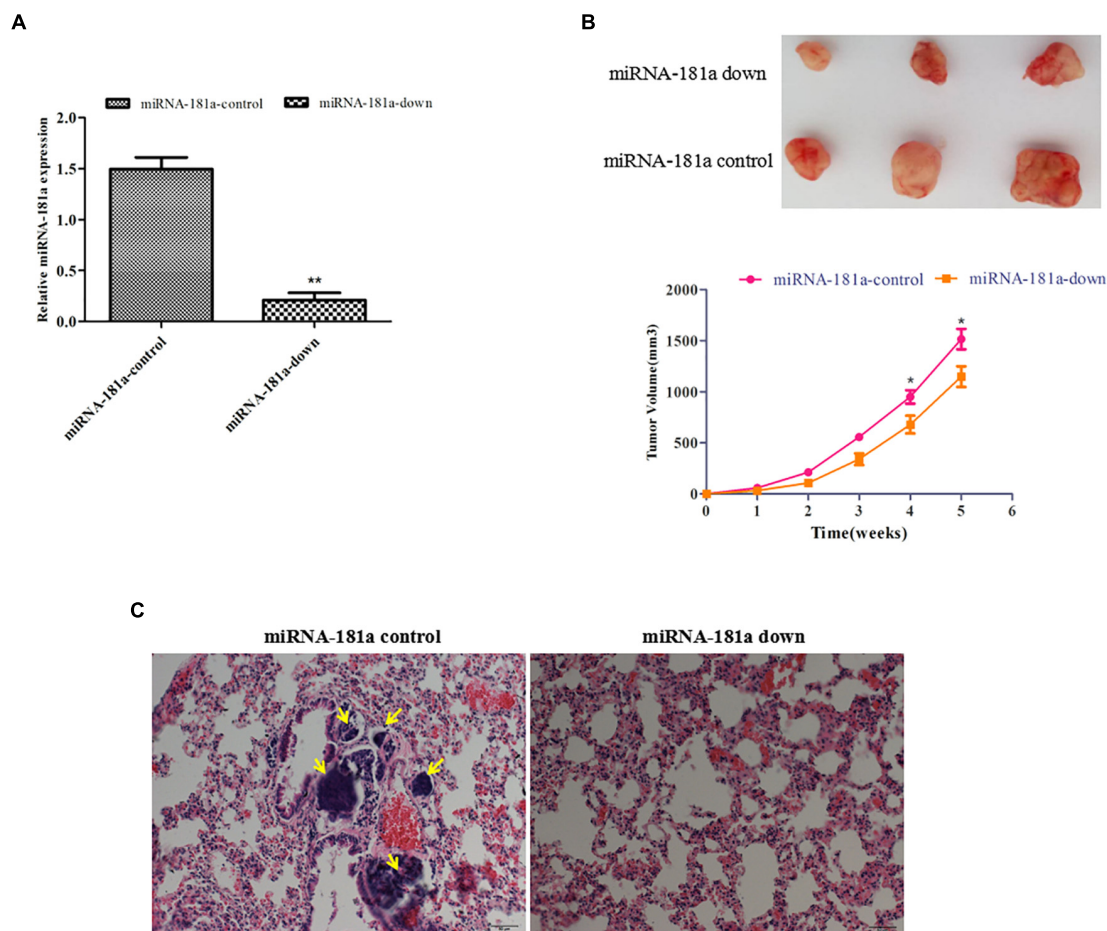 A
miRNA-181a-control miRNA-181a-down
Relative miRNA-181a expression
2.0
1.5
1.0
0.5
0.0
**
miRNA-181a-control
miRNA-181a-down
B
miRNA-181a down
miRNA-181a control
miRNA-181a-control miRNA-181a-down
Tumor Volume(mm3)
2000
1500
1000
500
0
*
*
0 1 2 3 4 5 6
Time(weeks)
C
miRNA-181a control
miRNA-181a down